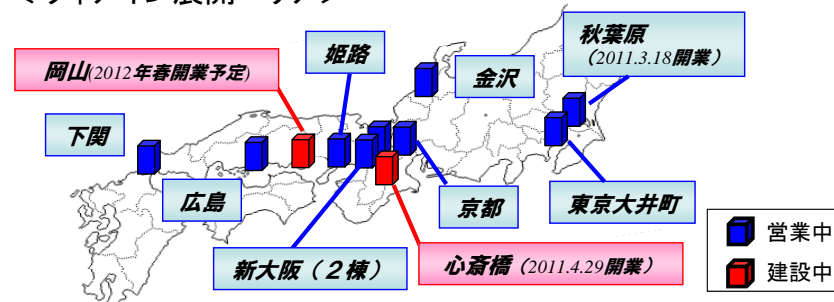 秋葉原
（2011.3.18開業）
姫路
岡山(2012年春開業予定)
金沢
下関
広島
京都
東京大井町
新大阪（２棟）
心斎橋（2011.4.29開業）
営業中
建設中